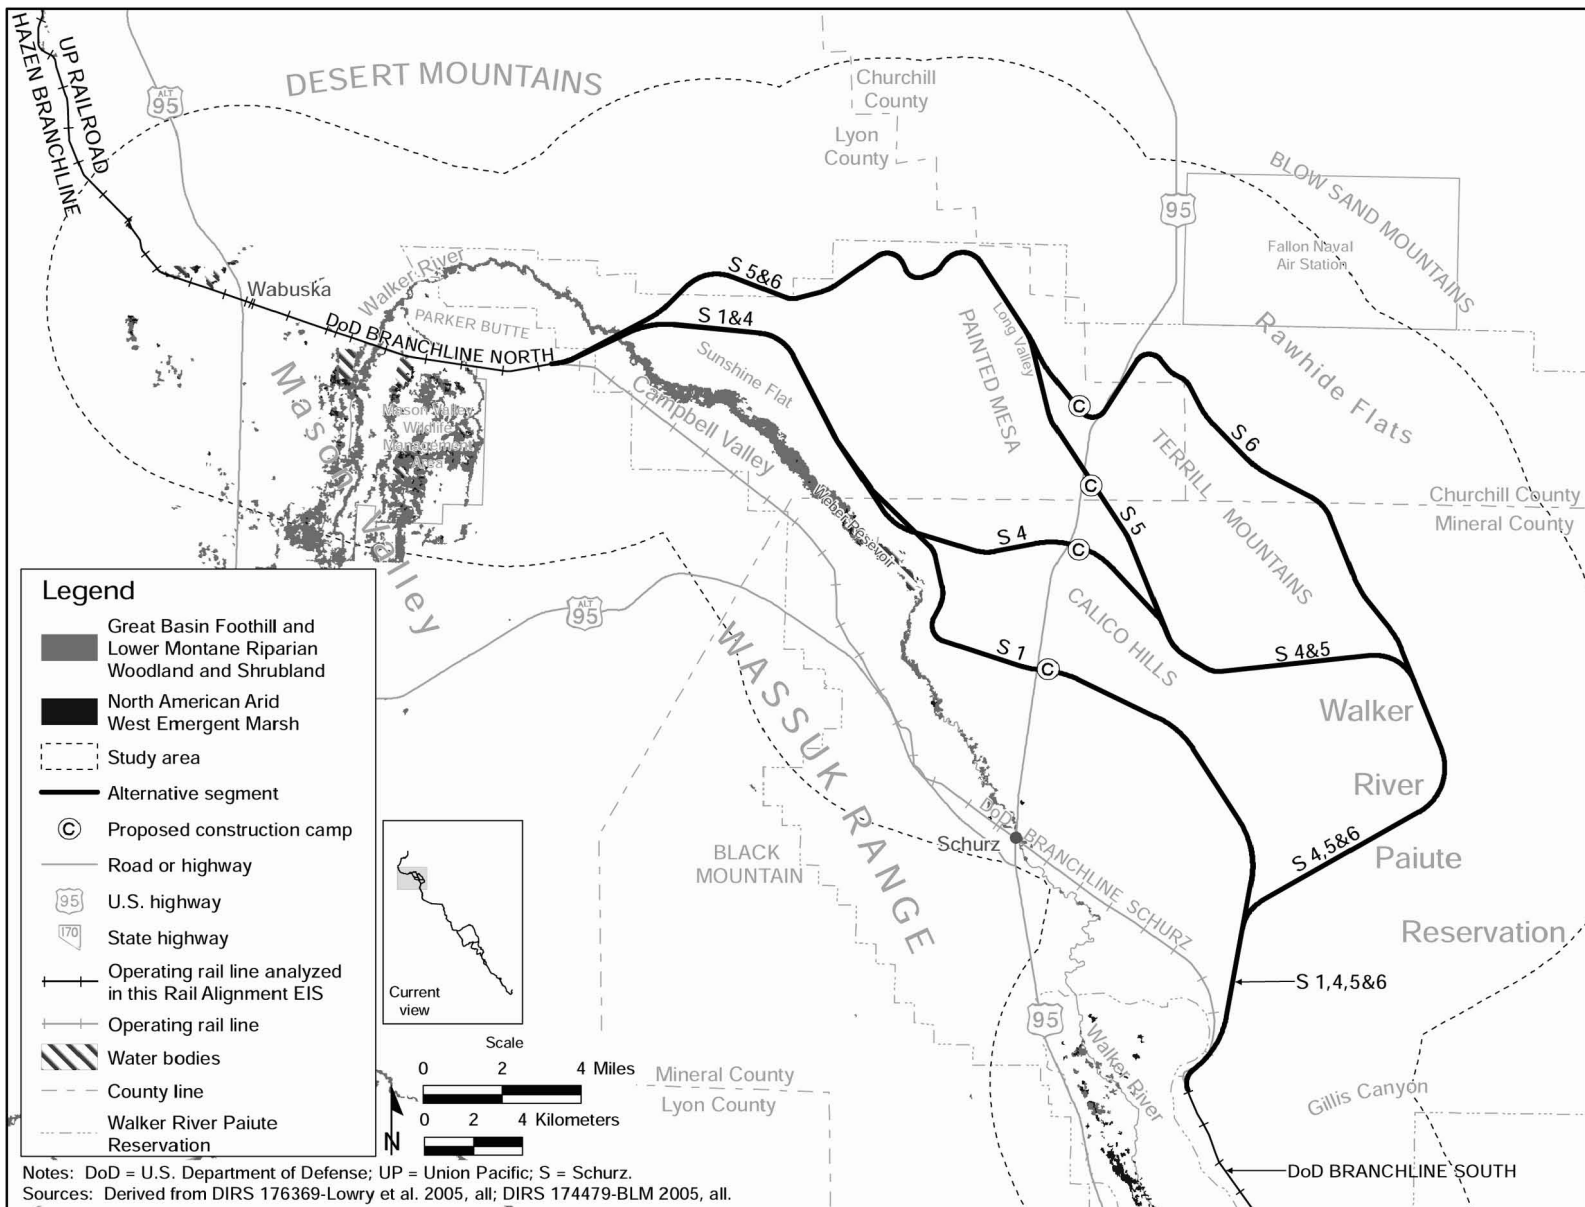 HAZEN BRANCHLINE
UP RAILROAD
ALT
95
DESERT MOUNTAINS
Churchill
County
Lyon
County
95
BLOW SAND MOUNTAINS
Fallon Naval
Air Station
Rawhide Flats
Wabuska
Walker River
PARKER BUTTE
DoD BRANCHLINE NORTH
S 5&6
S 1&4
Sunshine Flat
Long Valley
PAINTED MESA
C
S 6
Mason Valley
Mason Valley
Wildlife
Management
Area
Campbell Valley
Weber Resevoir
TERRILL MOUNTAINS
C
S 5
Churchill County
Mineral County
S 4
C
CALICO HILLS
ALT
95
WASSUK RANGE
S 1
C
S 4&5
Walker
River
Paiute
Reservation
S 4,5&6
Schurz
DoD BRANCHLINE SCHURZ
BLACK
MOUNTAIN
95
Walker River
S 1,4,5&6
Gillis Canyon
DoD BRANCHLINE SOUTH
Mineral County
Lyon County
Legend
Great Basin Foothill and
Lower Montane Riparian
Woodland and Shrubland
North American Arid
West Emergent Marsh
Study area
Alternative segment
C
Proposed construction camp
Road or highway
95
U.S. highway
170
State highway
Operating rail line analyzed
in this Rail Alignment EIS
Operating rail line
Water bodies
County line
Walker River Paiute
Reservation
Current
view
Scale
0 2 4 Miles
0 2 4 Kilometers
N
Notes: DoD = U.S. Department of Defense; UP = Union Pacific; S = Schurz.
Sources: Derived from DIRS 176369-Lowry et al. 2005, all; DIRS 174479-BLM 2005, all.